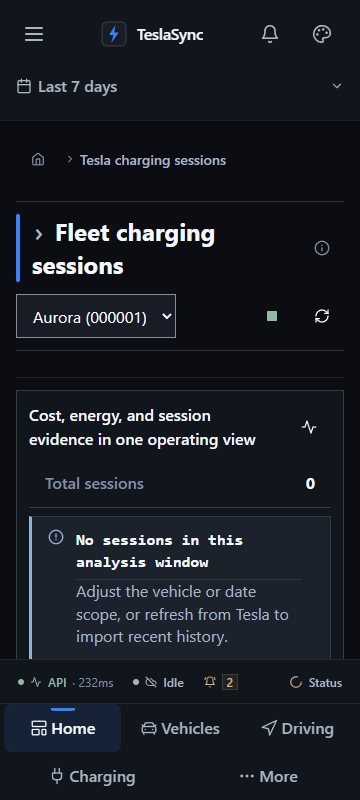 TeslaSync
Last 7 days
Tesla charging sessions
Fleet charging
sessions
Aurora (000001)
Cost, energy, and session
evidence in one operating view
Total sessions 0
No sessions in this
analysis window
Adjust the vehicle or date
scope, or refresh from Tesla to
import recent history.
API · 232ms Idle 2 Status
Home Vehicles Driving
Charging More